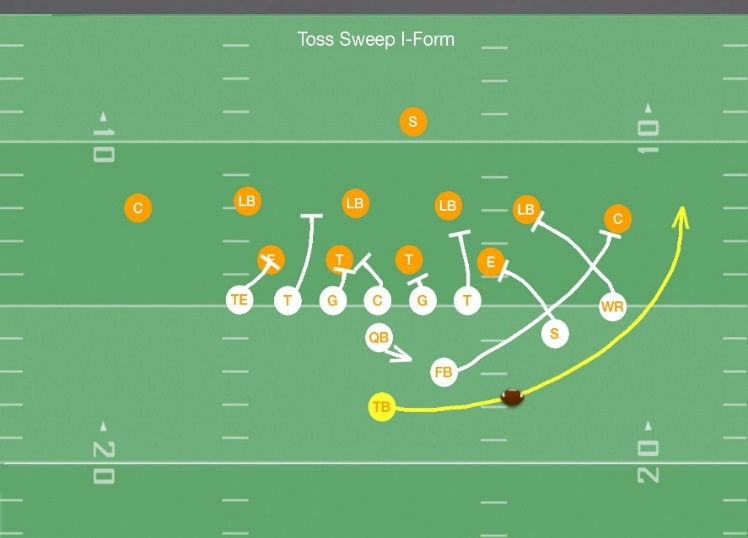 Toss Sweep I-Form
S
10
10
C
LB
LB
LB
LB
C
E
T
T
E
TE
T
G
C
G
T
WR
QB
S
FB
TB
20
20